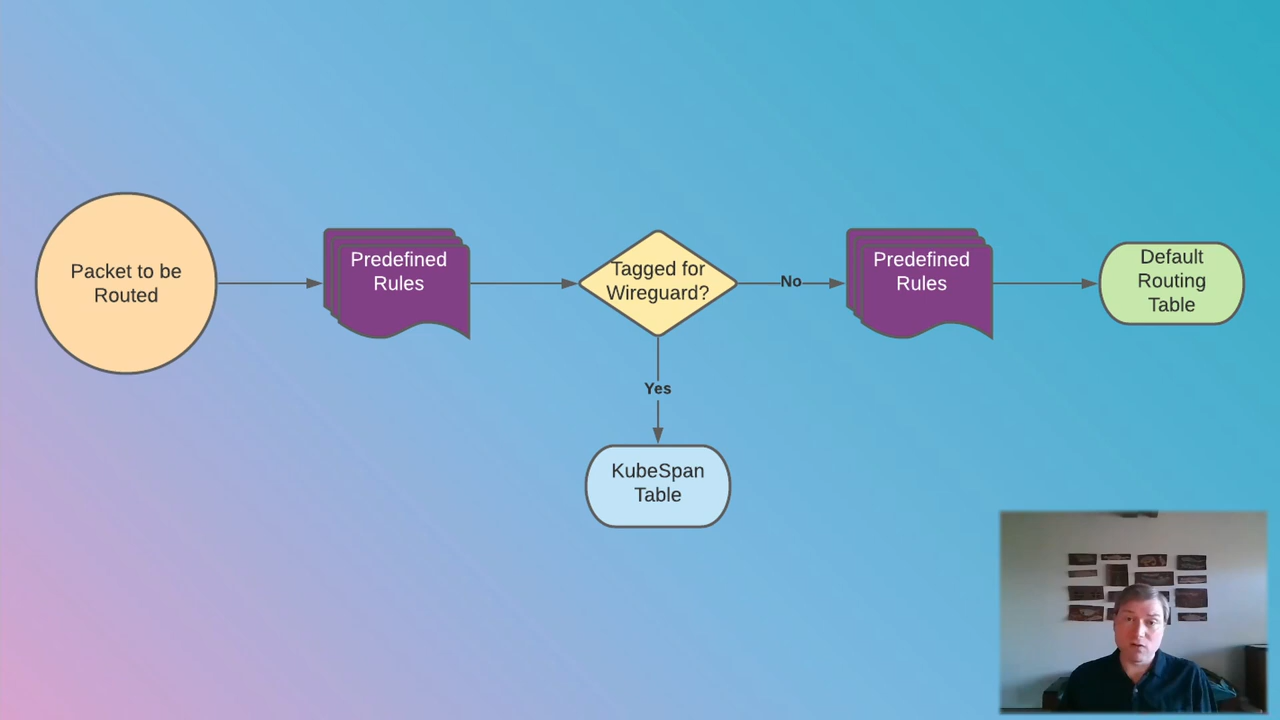 Packet to be
Routed
Predefined
Rules
Tagged for
Wireguard?
No
Predefined
Rules
Default
Routing
Table
Yes
KubeSpan
Table